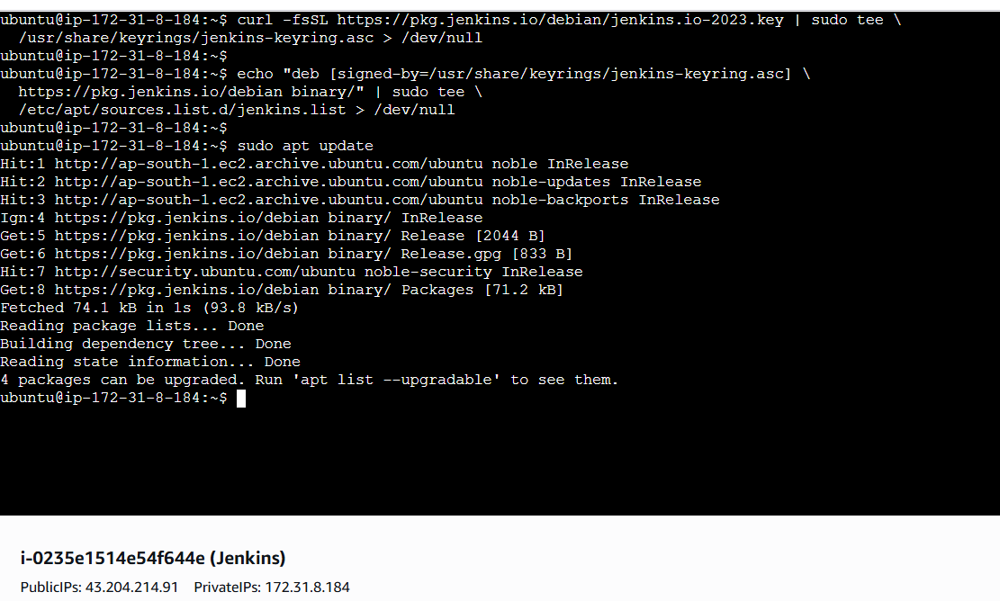 ubuntu@ip-172-31-8-184:~$ curl -fsSL https://pkg.jenkins.io/debian/jenkins.io-2023.key | sudo tee \
  /usr/share/keyrings/jenkins-keyring.asc > /dev/null
ubuntu@ip-172-31-8-184:~$
ubuntu@ip-172-31-8-184:~$ echo "deb [signed-by=/usr/share/keyrings/jenkins-keyring.asc] \
  https://pkg.jenkins.io/debian binary/" | sudo tee \
  /etc/apt/sources.list.d/jenkins.list > /dev/null
ubuntu@ip-172-31-8-184:~$
ubuntu@ip-172-31-8-184:~$ sudo apt update
Hit:1 http://ap-south-1.ec2.archive.ubuntu.com/ubuntu noble InRelease
Hit:2 http://ap-south-1.ec2.archive.ubuntu.com/ubuntu noble-updates InRelease
Hit:3 http://ap-south-1.ec2.archive.ubuntu.com/ubuntu noble-backports InRelease
Ign:4 https://pkg.jenkins.io/debian binary/ InRelease
Get:5 https://pkg.jenkins.io/debian binary/ Release [2044 B]
Get:6 https://pkg.jenkins.io/debian binary/ Release.gpg [833 B]
Hit:7 http://security.ubuntu.com/ubuntu noble-security InRelease
Get:8 https://pkg.jenkins.io/debian binary/ Packages [71.2 kB]
Fetched 74.1 kB in 1s (93.8 kB/s)
Reading package lists... Done
Building dependency tree... Done
Reading state information... Done
4 packages can be upgraded. Run 'apt list --upgradable' to see them.
ubuntu@ip-172-31-8-184:~$
i-0235e1514e54f644e (Jenkins)
PublicIPs: 43.204.214.91 PrivateIPs: 172.31.8.184